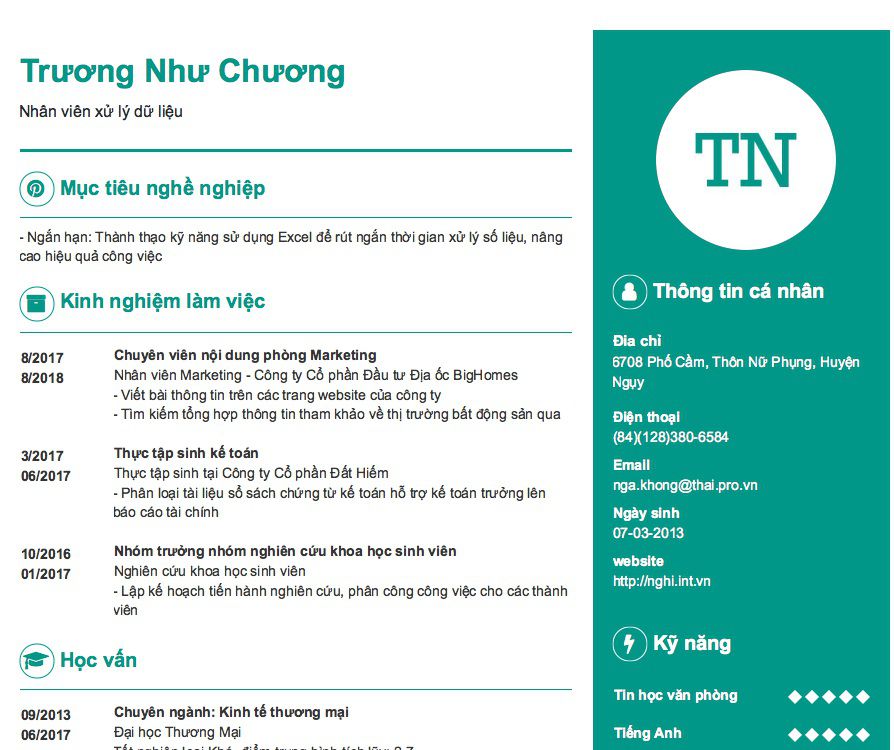 Trương Như Chương
Nhân viên xử lý dữ liệu
Mục tiêu nghề nghiệp
- Ngắn hạn: Thành thạo kỹ năng sử dụng Excel để rút ngắn thời gian xử lý số liệu, nâng
cao hiệu quả công việc
Kinh nghiệm làm việc
8/2017
8/2018
Chuyên viên nội dung phòng Marketing
Nhân viên Marketing - Công ty Cổ phần Đầu tư Địa ốc BigHomes
- Viết bài thông tin trên các trang website của công ty
- Tìm kiếm tổng hợp thông tin tham khảo về thị trường bất động sản qua
3/2017
06/2017
Thực tập sinh kế toán
Thực tập sinh tại Công ty Cổ phần Đất Hiếm
- Phân loại tài liệu sổ sách chứng từ kế toán hỗ trợ kế toán trưởng lên
báo cáo tài chính
10/2016
01/2017
Nhóm trưởng nhóm nghiên cứu khoa học sinh viên
Nghiên cứu khoa học sinh viên
- Lập kế hoạch tiến hành nghiên cứu, phân công công việc cho các thành
viên
Học vấn
09/2013
06/2017
Chuyên ngành: Kinh tế thương mại
Đại học Thương Mại
TN
Thông tin cá nhân
Địa chỉ
6708 Phố Cầm, Thôn Nữ Phụng, Huyện
Ngụy
Điện thoại
(84)(128)380-6584
Email
nga.khong@thai.pro.vn
Ngày sinh
07-03-2013
website
http://nghi.int.vn
Kỹ năng
Tin học văn phòng
Tiếng Anh